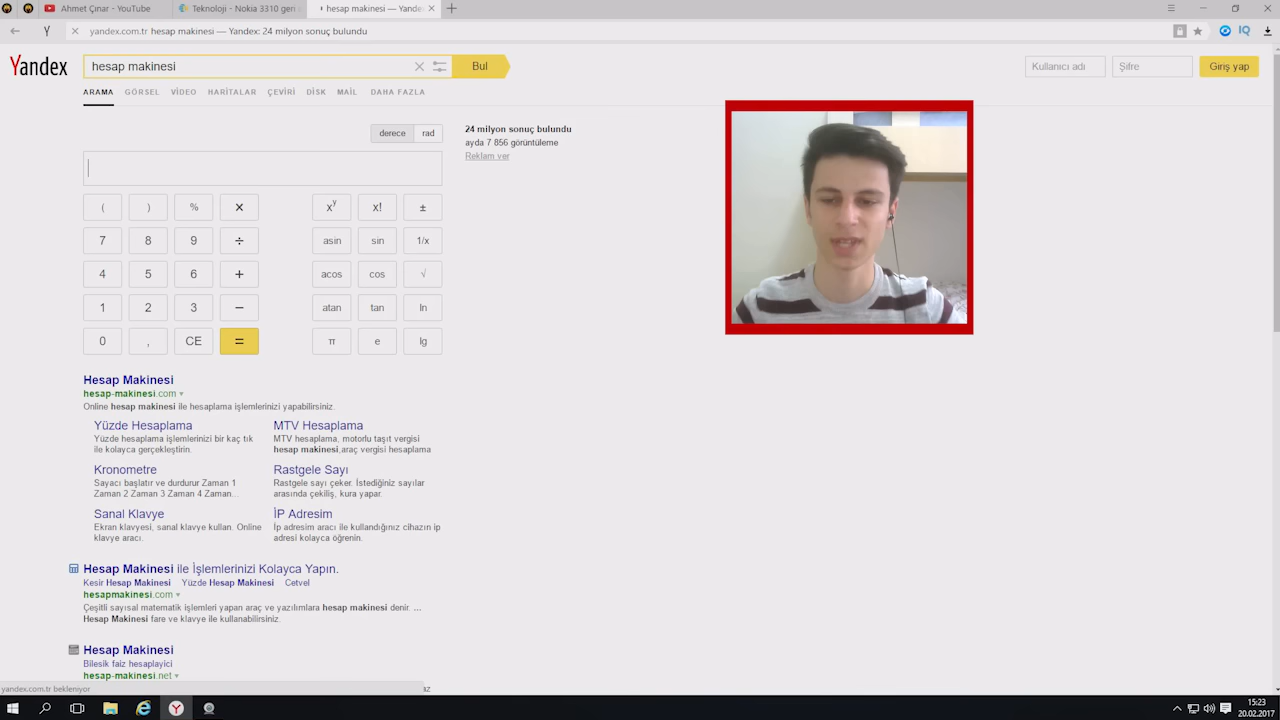 Ahmet Çınar - YouTube
Teknoloji - Nokia 3310 geri
hesap makinesi — Yandex
yandex.com.tr hesap makinesi — Yandex: 24 milyon sonuç bulundu
Yandex
hesap makinesi
Bul
Kullanıcı adı
Şifre
Giriş yap
ARAMA GÖRSEL VİDEO HARİTALAR ÇEVİRİ DİSK MAIL DAHA FAZLA
derece rad
24 milyon sonuç bulundu
ayda 7 856 görüntüleme
Reklam ver
( ) % × xy x! ±
7 8 9 ÷ asin sin 1/x
4 5 6 + acos cos √
1 2 3 − atan tan ln
0 , CE = π e lg
Hesap Makinesi
hesap-makinesi.com
Online hesap makinesi ile hesaplama işlemlerinizi yapabilirsiniz.
Yüzde Hesaplama
Yüzde hesaplama işlemlerinizi bir kaç tık
ile kolayca gerçekleştirin.
MTV Hesaplama
MTV hesaplama, motorlu taşıt vergisi
hesap makinesi,araç vergisi hesaplama
Kronometre
Sayacı başlatır ve durdurur Zaman 1
Zaman 2 Zaman 3 Zaman 4 Zaman...
Rastgele Sayı
Rastgele sayı çeker. İstediğiniz sayılar
arasında çekiliş, kura yapar.
Sanal Klavye
Ekran klavyesi, sanal klavye kullan. Online
klavye aracı.
İP Adresim
İp adresim aracı ile kullandığınız cihazın ip
adresi kolayca öğrenin.
Hesap Makinesi ile İşlemlerinizi Kolayca Yapın.
Kesir Hesap Makinesi Yüzde Hesap Makinesi Cetvel
hesapmakinesi.com
Çeşitli sayısal matematik işlemleri yapan araç ve yazılımlara hesap makinesi denir. ...
Hesap Makinesi fare ve klavye ile kullanabilirsiniz.
Hesap Makinesi
Bilesik faiz hesaplayici
hesap-makinesi.net
yandex.com.tr bekleniyor
az
15:23
20.02.2017